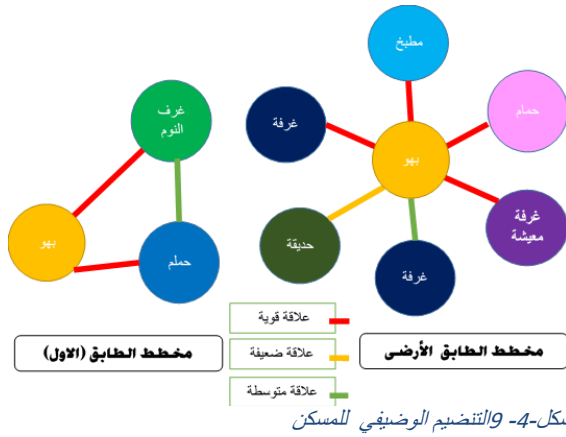 مطبخ
غرف
النوم
حمام
غرفة
بهو
بهو
غرفة
معيشة
حديقة
حملم
غرفة
علاقة قوية
مخطط الطابق (الاول)
علاقة ضعيفة
مخطط الطابق الأرضى
علاقة متوسطة
شكل-4- 9التنضيم الوضيفي للمسكن